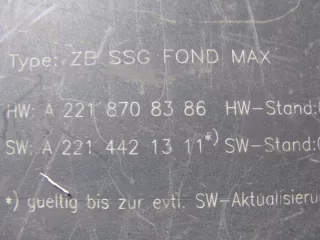 Type: ZB SSG FOND MAX
HW: A 221 870 83 86 HW-Stand:
SW: A 221 442 13 11*) SW-Stand:
*) gueltig bis zur evtl. SW-Aktualisieru